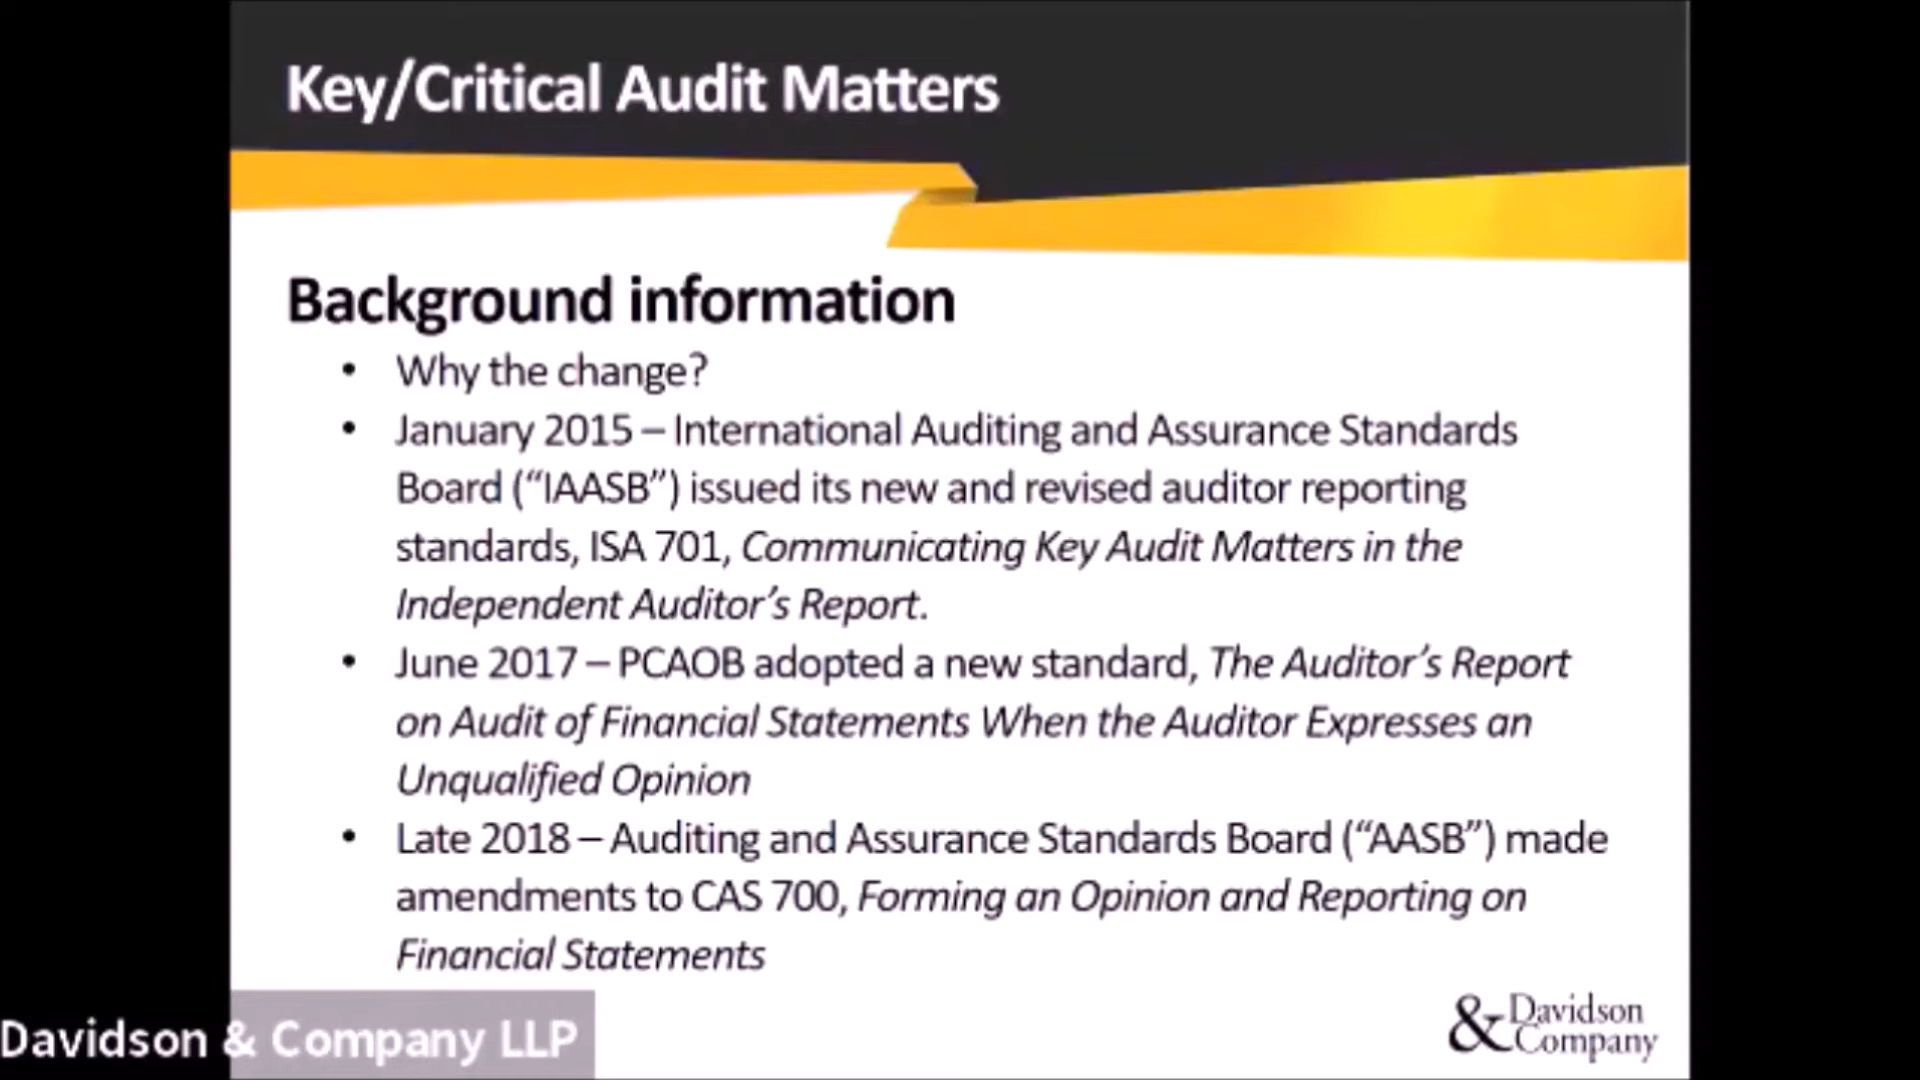 Key/Critical Audit Matters
Background information
• Why the change?
• January 2015 – International Auditing and Assurance Standards
Board (“IAASB”) issued its new and revised auditor reporting
standards, ISA 701, Communicating Key Audit Matters in the
Independent Auditor’s Report.
• June 2017 – PCAOB adopted a new standard, The Auditor’s Report
on Audit of Financial Statements When the Auditor Expresses an
Unqualified Opinion
• Late 2018 – Auditing and Assurance Standards Board (“AASB”) made
amendments to CAS 700, Forming an Opinion and Reporting on
Financial Statements
Davidson & Company LLP
& Davidson
Company